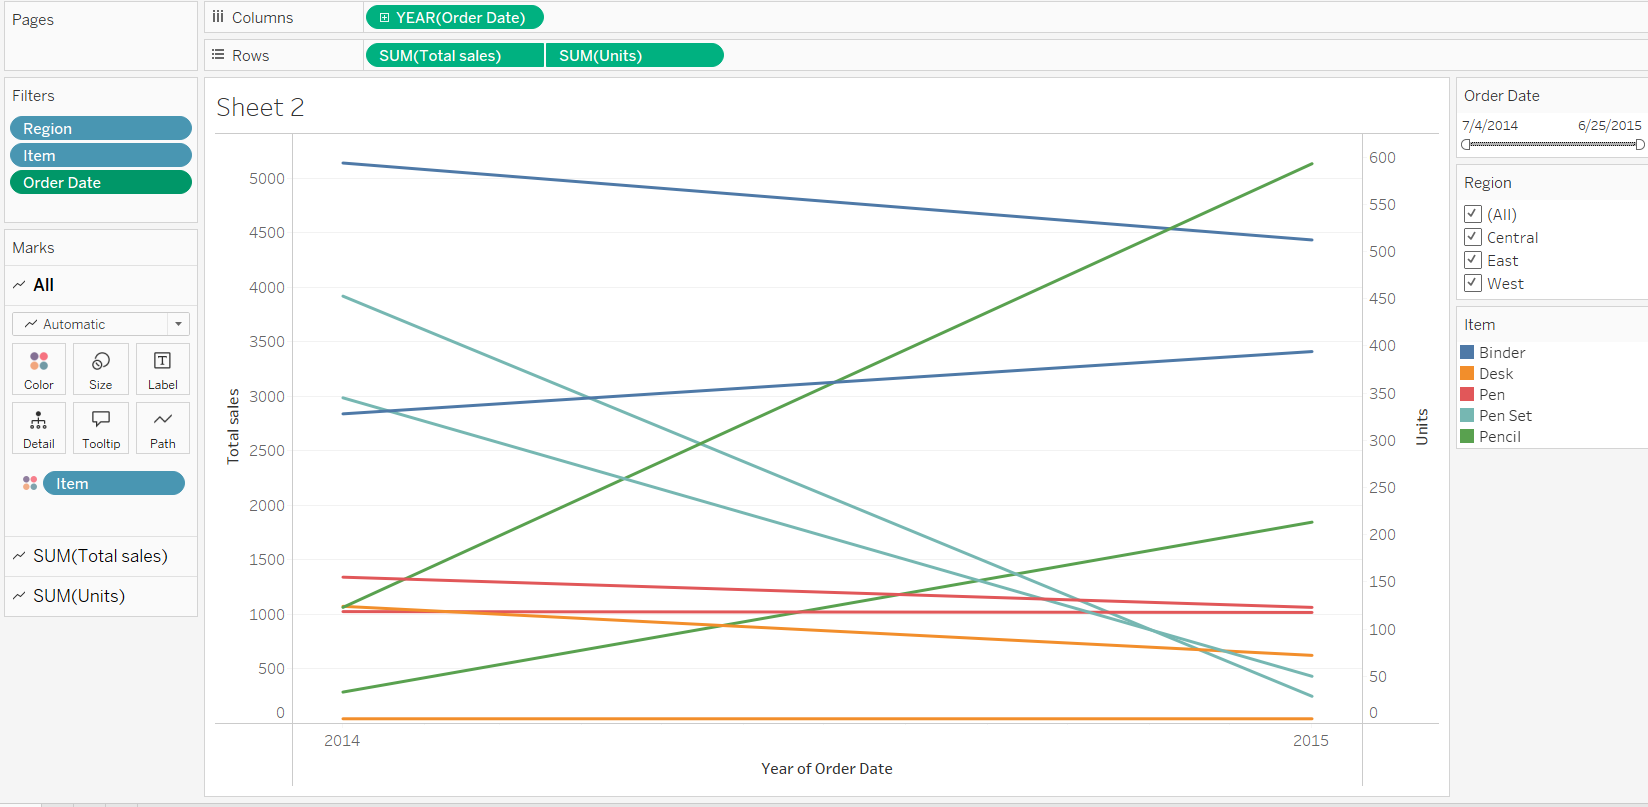 Pages
Columns
YEAR(Order Date)
Rows
SUM(Total sales)
SUM(Units)
Filters
Region
Item
Order Date
Marks
All
Automatic
Color
Size
Label
Detail
Tooltip
Path
Item
SUM(Total sales)
SUM(Units)
Sheet 2
Total sales
5000
4500
4000
3500
3000
2500
2000
1500
1000
500
0
600
550
500
450
400
350
300
250
200
150
100
50
0
Units
2014
2015
Year of Order Date
Order Date
7/4/2014
6/25/2015
Region
(All)
Central
East
West
Item
Binder
Desk
Pen
Pen Set
Pencil